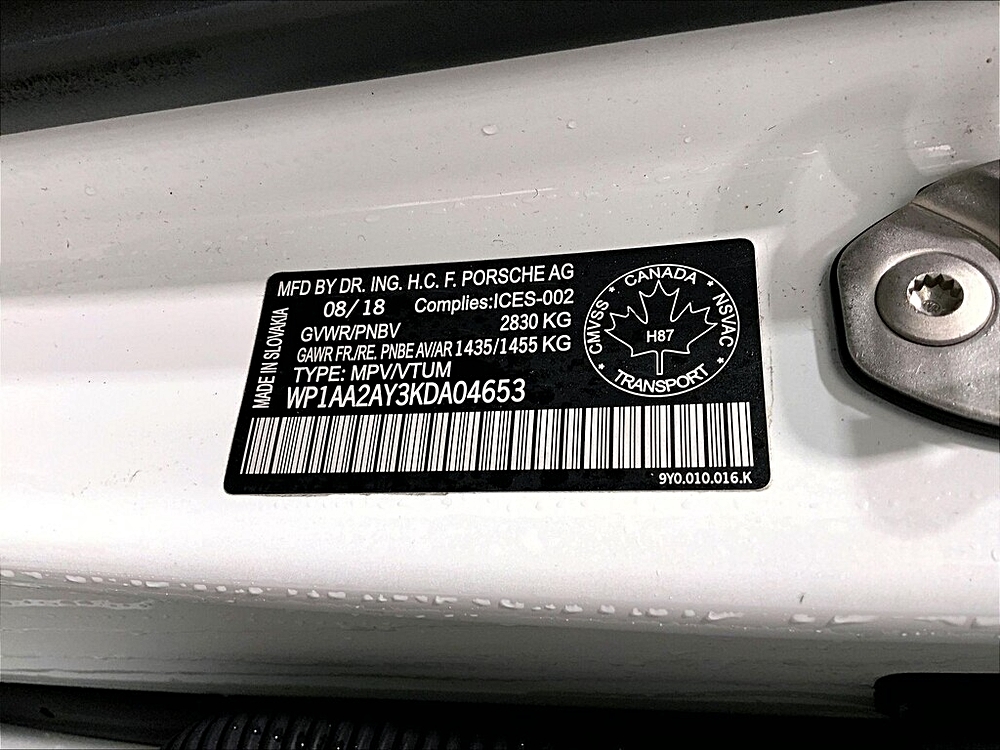 MFD BY DR. ING. H.C. F. PORSCHE AG
08/18 Complies:ICES-002
GVWR/PNBV 2830 KG
GAWR FR./RE. PNBE AV/AR 1435/1455 KG
TYPE: MPV/VTUM
WP1AA2AY3KDA04653
MADE IN SLOVAKIA
CANADA
CMVSS • NSVAC
H87
TRANSPORT
9Y0.010.016.K